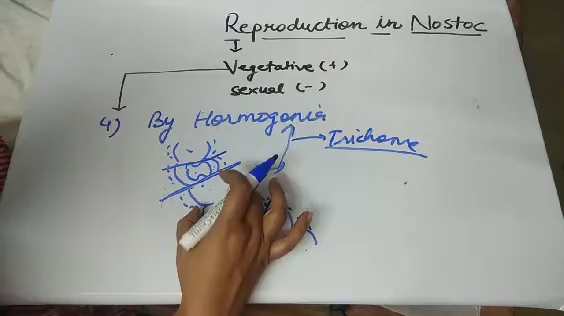 Reproduction in Nostoc
Vegetative (+)
sexual (-)
4) By Hormogonia
Trichome